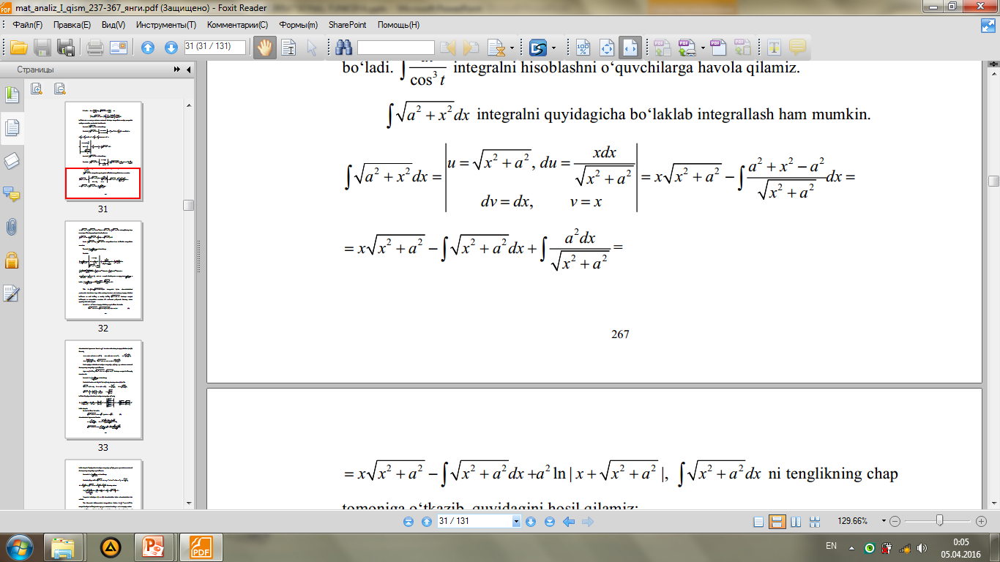 mat_analiz_I_qism_237-367_янги.pdf (Защищено) - Foxit Reader
Файл(F) Правка(E) Вид(V) Инструменты(T) Комментарии(C) Формы(m) SharePoint Помощь(H)
31 (31 / 131)
Страницы
31
32
33
bo‘ladi. ∫ cos³ t integralni hisoblashni o‘quvchilarga havola qilamiz.
∫√(a² + x²)dx integralni quyidagicha bo‘laklab integrallash ham mumkin.
∫√(a² + x²)dx = |u = √(x² + a²), du = xdx/√(x² + a²); dv = dx, v = x| = x√(x² + a²) − ∫(a² + x² − a²)/√(x² + a²) dx =
= x√(x² + a²) − ∫√(x² + a²)dx + ∫a²dx/√(x² + a²) =
267
= x√(x² + a²) − ∫√(x² + a²)dx + a² ln | x + √(x² + a²) |, ∫√(x² + a²)dx ni tenglikning chap
tomoniga o‘tkazib, quyidagini hosil qilamiz:
31 / 131
129.66%
EN
0:05
05.04.2016